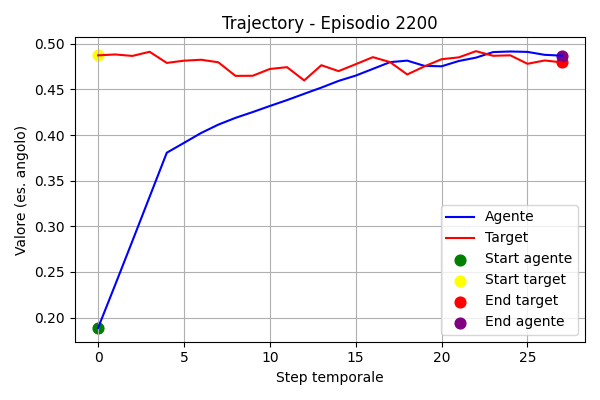 Trajectory - Episodio 2200
Valore (es. angolo)
0.50
0.45
0.40
0.35
0.30
0.25
0.20
0
5
10
15
20
25
Step temporale
Agente
Target
Start agente
Start target
End target
End agente